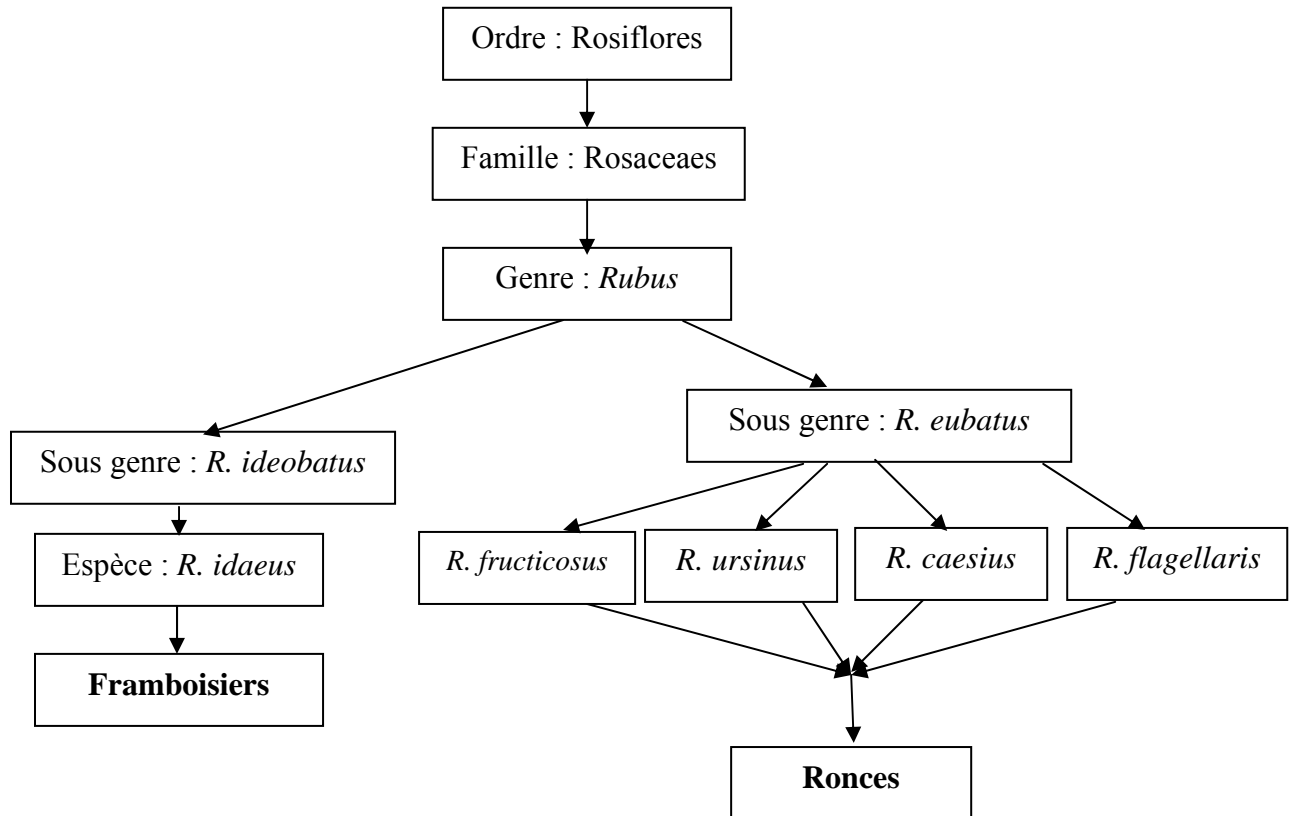 Ordre : Rosiflores
Famille : Rosaceaes
Genre : Rubus
Sous genre : R. ideobatus
Sous genre : R. eubatus
Espèce : R. idaeus
R. fructicosus
R. ursinus
R. caesius
R. flagellaris
Framboisiers
Ronces